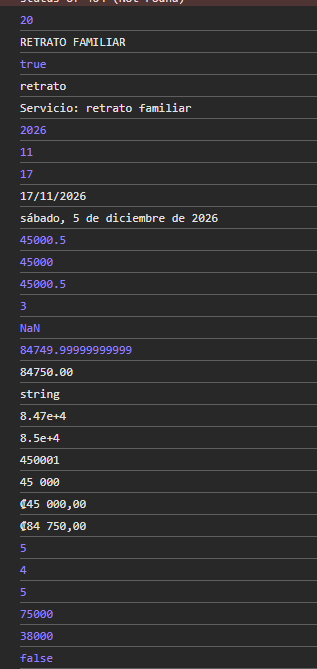 20
RETRATO FAMILIAR
true
retrato
Servicio: retrato familiar
2026
11
17
17/11/2026
sábado, 5 de diciembre de 2026
45000.5
45000
45000.5
3
NaN
84749.99999999999
84750.00
string
8.47e+4
8.5e+4
450001
45 000
₡45 000,00
₡84 750,00
5
4
5
75000
38000
false